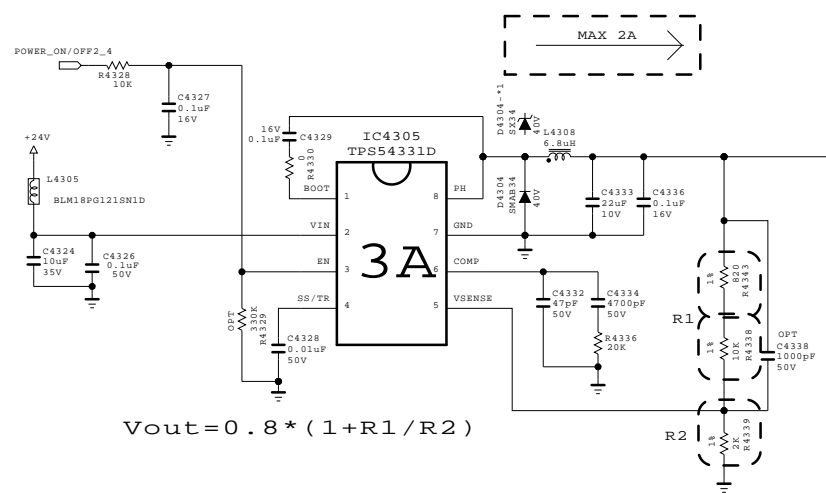 MAX 2A
POWER_ON/OFF2_4
R4328
10K
C4327
0.1uF
16V
+24V
L4305
BLM18PG121SN1D
C4324
10uF
35V
C4326
0.1uF
50V
16V
0.1uF
C4329
0
R4330
IC4305
TPS54331D
3A
BOOT
1
VIN
2
EN
3
SS/TR
4
PH
8
GND
7
COMP
6
VSENSE
5
OPT
330K
R4329
C4328
0.01uF
50V
D4304-*1
SX34
40V
D4304
SMAB34
40V
L4308
6.8uH
C4333
22uF
10V
C4336
0.1uF
16V
C4332
47pF
50V
C4334
4700pF
50V
R4336
20K
R1
1%
820
R4343
1%
10K
R4338
OPT
C4338
1000pF
50V
R2
1%
2K
R4339
Vout=0.8*(1+R1/R2)